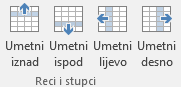 Umetni Umetni Umetni Umetni
iznad ispod lijevo desno
Reci i stupci